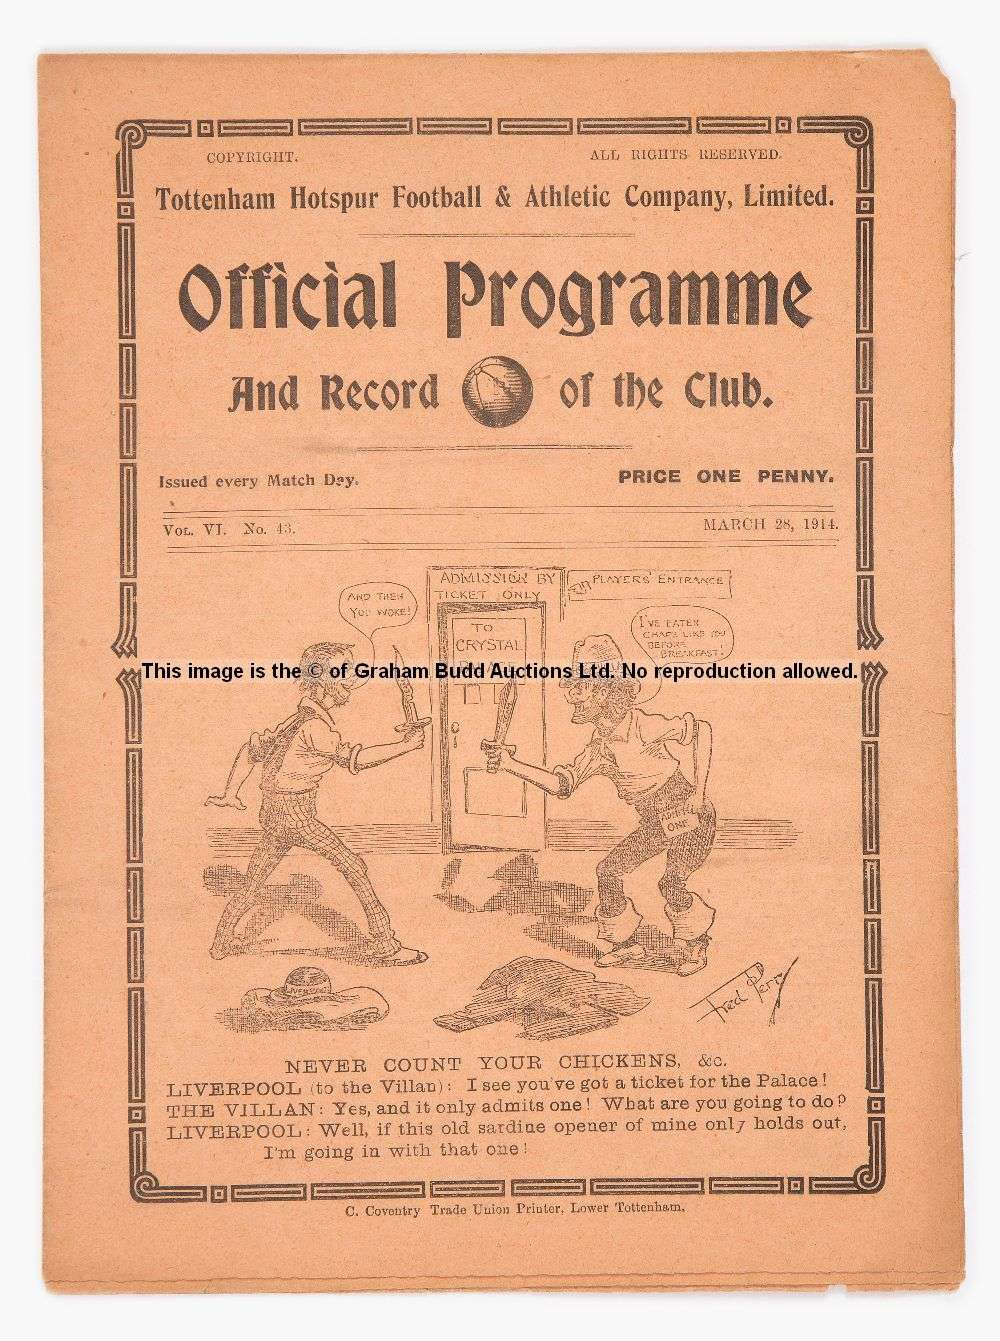 COPYRIGHT. ALL RIGHTS RESERVED.
Tottenham Hotspur Football & Athletic Company, Limited.
Official Programme
And Record of the Club.
Issued every Match Day. PRICE ONE PENNY.
VOL. VI. No. 43. MARCH 28, 1914.
ADMISSION BY
TICKET ONLY
PLAYERS' ENTRANCE
AND THEN
YOU WOKE!
TO
CRYSTAL
I'VE EATEN
CHAPS LIKE YOU
BEFORE
BREAKFAST!
This image is the © of Graham Budd Auctions Ltd. No reproduction allowed.
ADMIT
ONE
Fred Perry
NEVER COUNT YOUR CHICKENS, &c.
LIVERPOOL (to the Villan): I see you've got a ticket for the Palace!
THE VILLAN: Yes, and it only admits one! What are you going to do?
LIVERPOOL: Well, if this old sardine opener of mine only holds out,
I'm going in with that one!
C. Coventry Trade Union Printer, Lower Tottenham.